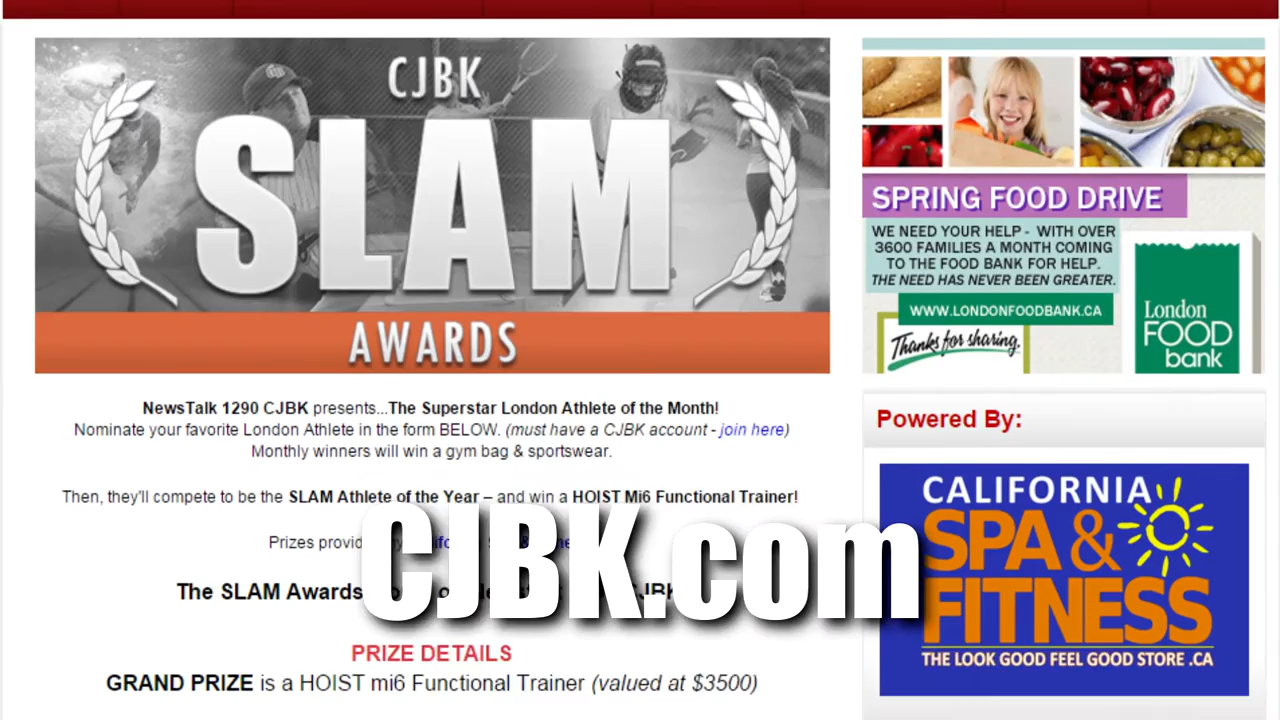 CJBK
SLAM
AWARDS
NewsTalk 1290 CJBK presents...The Superstar London Athlete of the Month!
Nominate your favorite London Athlete in the form BELOW. (must have a CJBK account - join here)
Monthly winners will win a gym bag & sportswear.
Then, they'll compete to be the SLAM Athlete of the Year – and win a HOIST Mi6 Functional Trainer!
Prizes
The SLAM Awards
CJBK.com
PRIZE DETAILS
GRAND PRIZE is a HOIST mi6 Functional Trainer (valued at $3500)
SPRING FOOD DRIVE
WE NEED YOUR HELP - WITH OVER
3600 FAMILIES A MONTH COMING
TO THE FOOD BANK FOR HELP.
THE NEED HAS NEVER BEEN GREATER.
WWW.LONDONFOODBANK.CA
Thanks for sharing.
London
FOOD
bank
Powered By:
CALIFORNIA
SPA &
FITNESS
THE LOOK GOOD FEEL GOOD STORE .CA